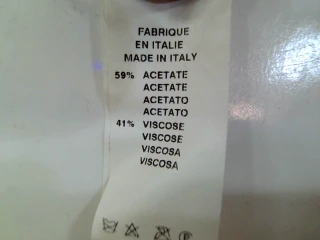 FABRIQUE
EN ITALIE
MADE IN ITALY
59% ACETATE
ACETATE
ACETATO
ACETATO
41% VISCOSE
VISCOSE
VISCOSA
VISCOSA